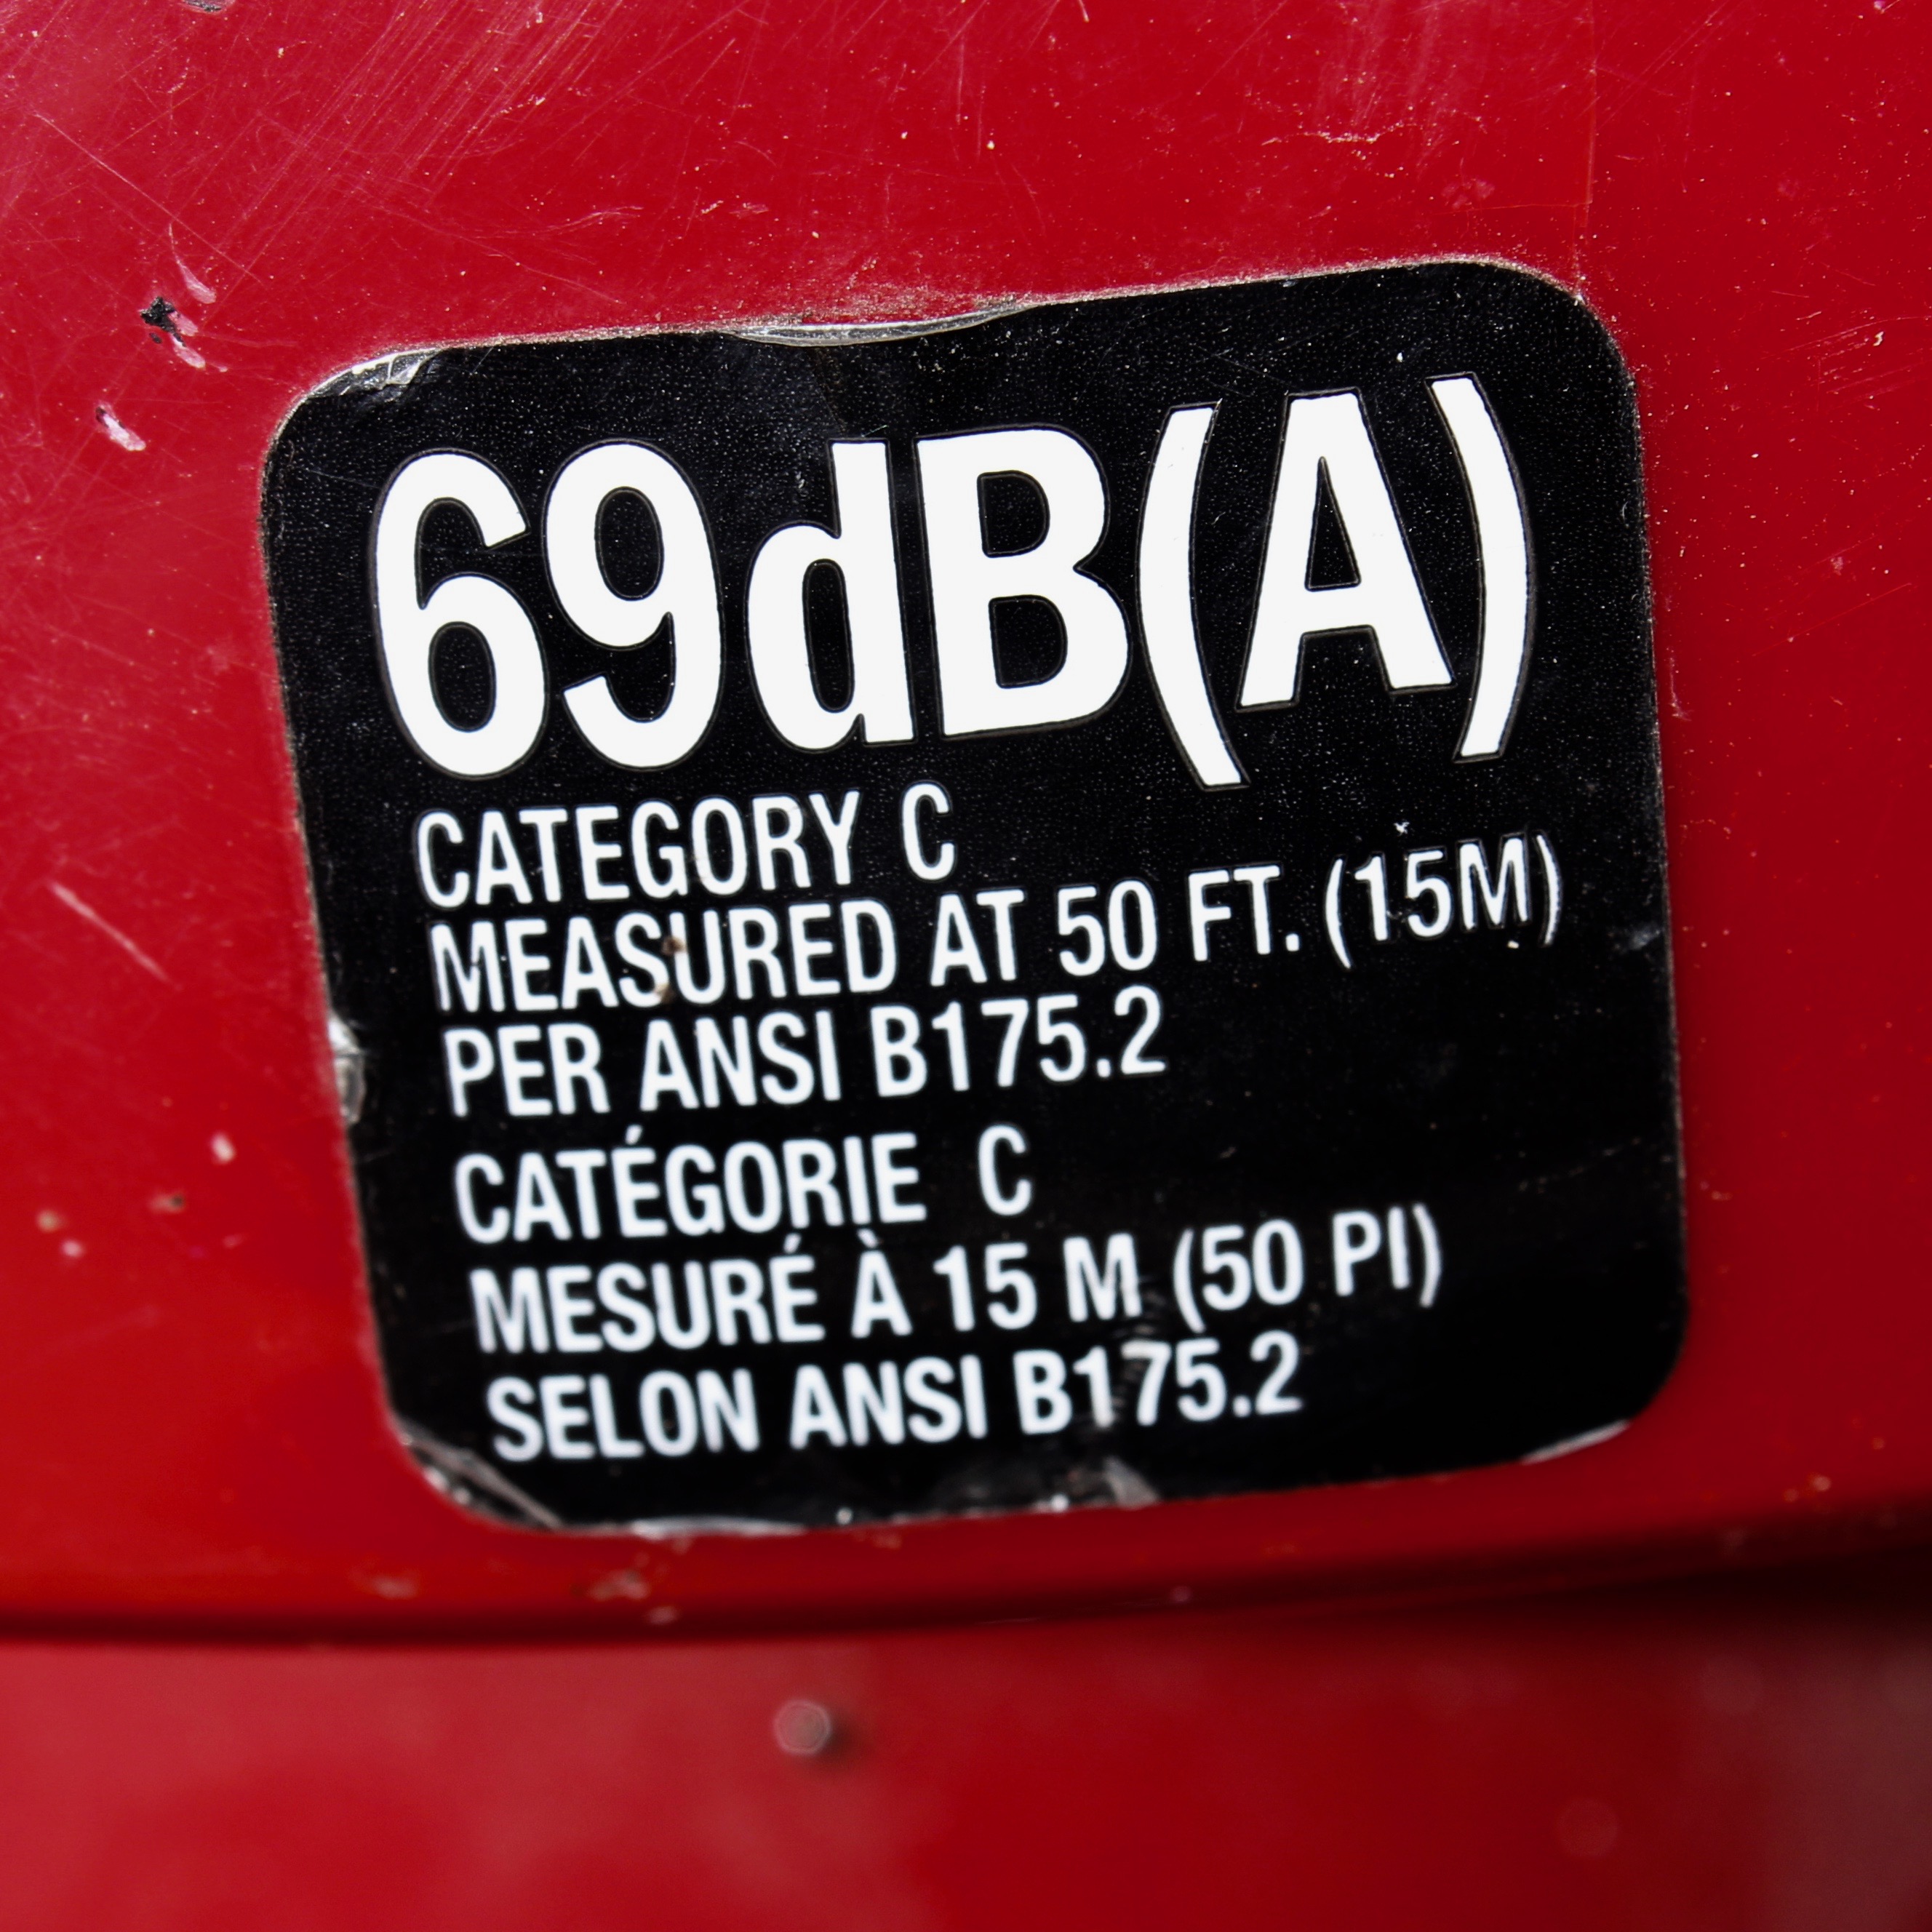 69dB(A)
CATEGORY C
MEASURED AT 50 FT. (15M)
PER ANSI B175.2
CATÉGORIE C
MESURÉ À 15 M (50 PI)
SELON ANSI B175.2